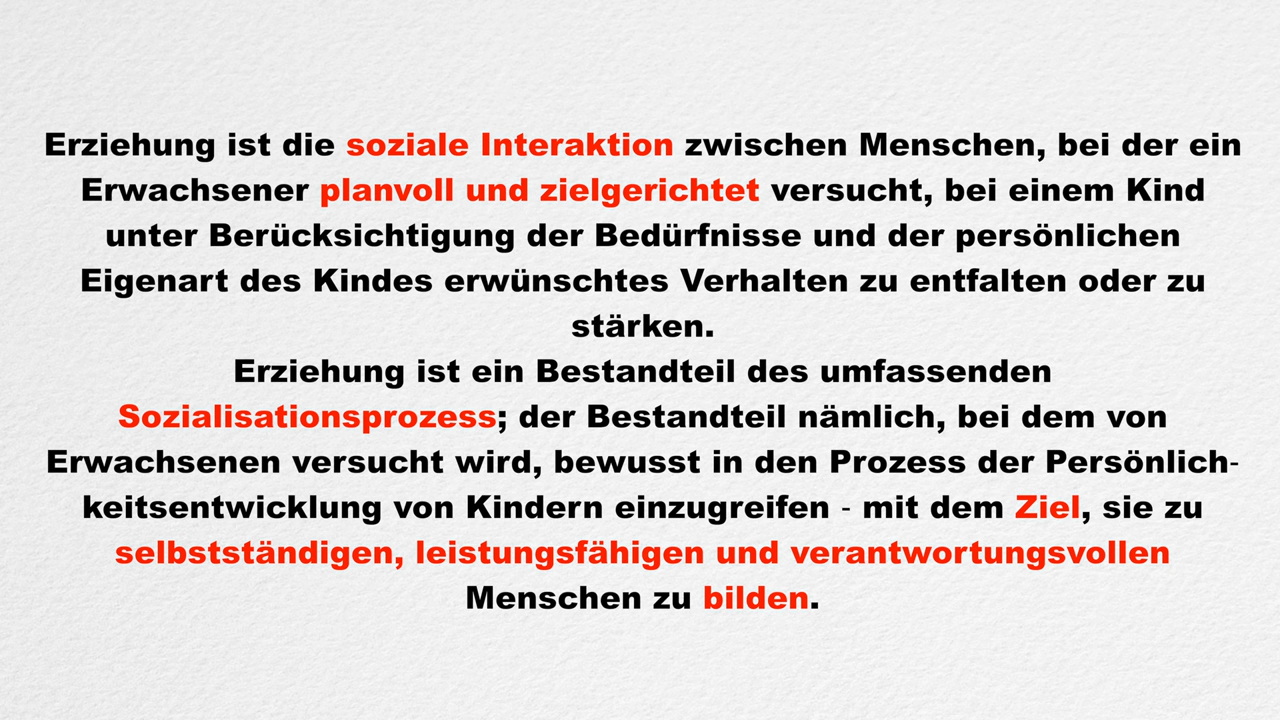 Erziehung ist die soziale Interaktion zwischen Menschen, bei der ein
Erwachsener planvoll und zielgerichtet versucht, bei einem Kind
unter Berücksichtigung der Bedürfnisse und der persönlichen
Eigenart des Kindes erwünschtes Verhalten zu entfalten oder zu
stärken.
Erziehung ist ein Bestandteil des umfassenden
Sozialisationsprozess; der Bestandteil nämlich, bei dem von
Erwachsenen versucht wird, bewusst in den Prozess der Persönlich-
keitsentwicklung von Kindern einzugreifen - mit dem Ziel, sie zu
selbstständigen, leistungsfähigen und verantwortungsvollen
Menschen zu bilden.